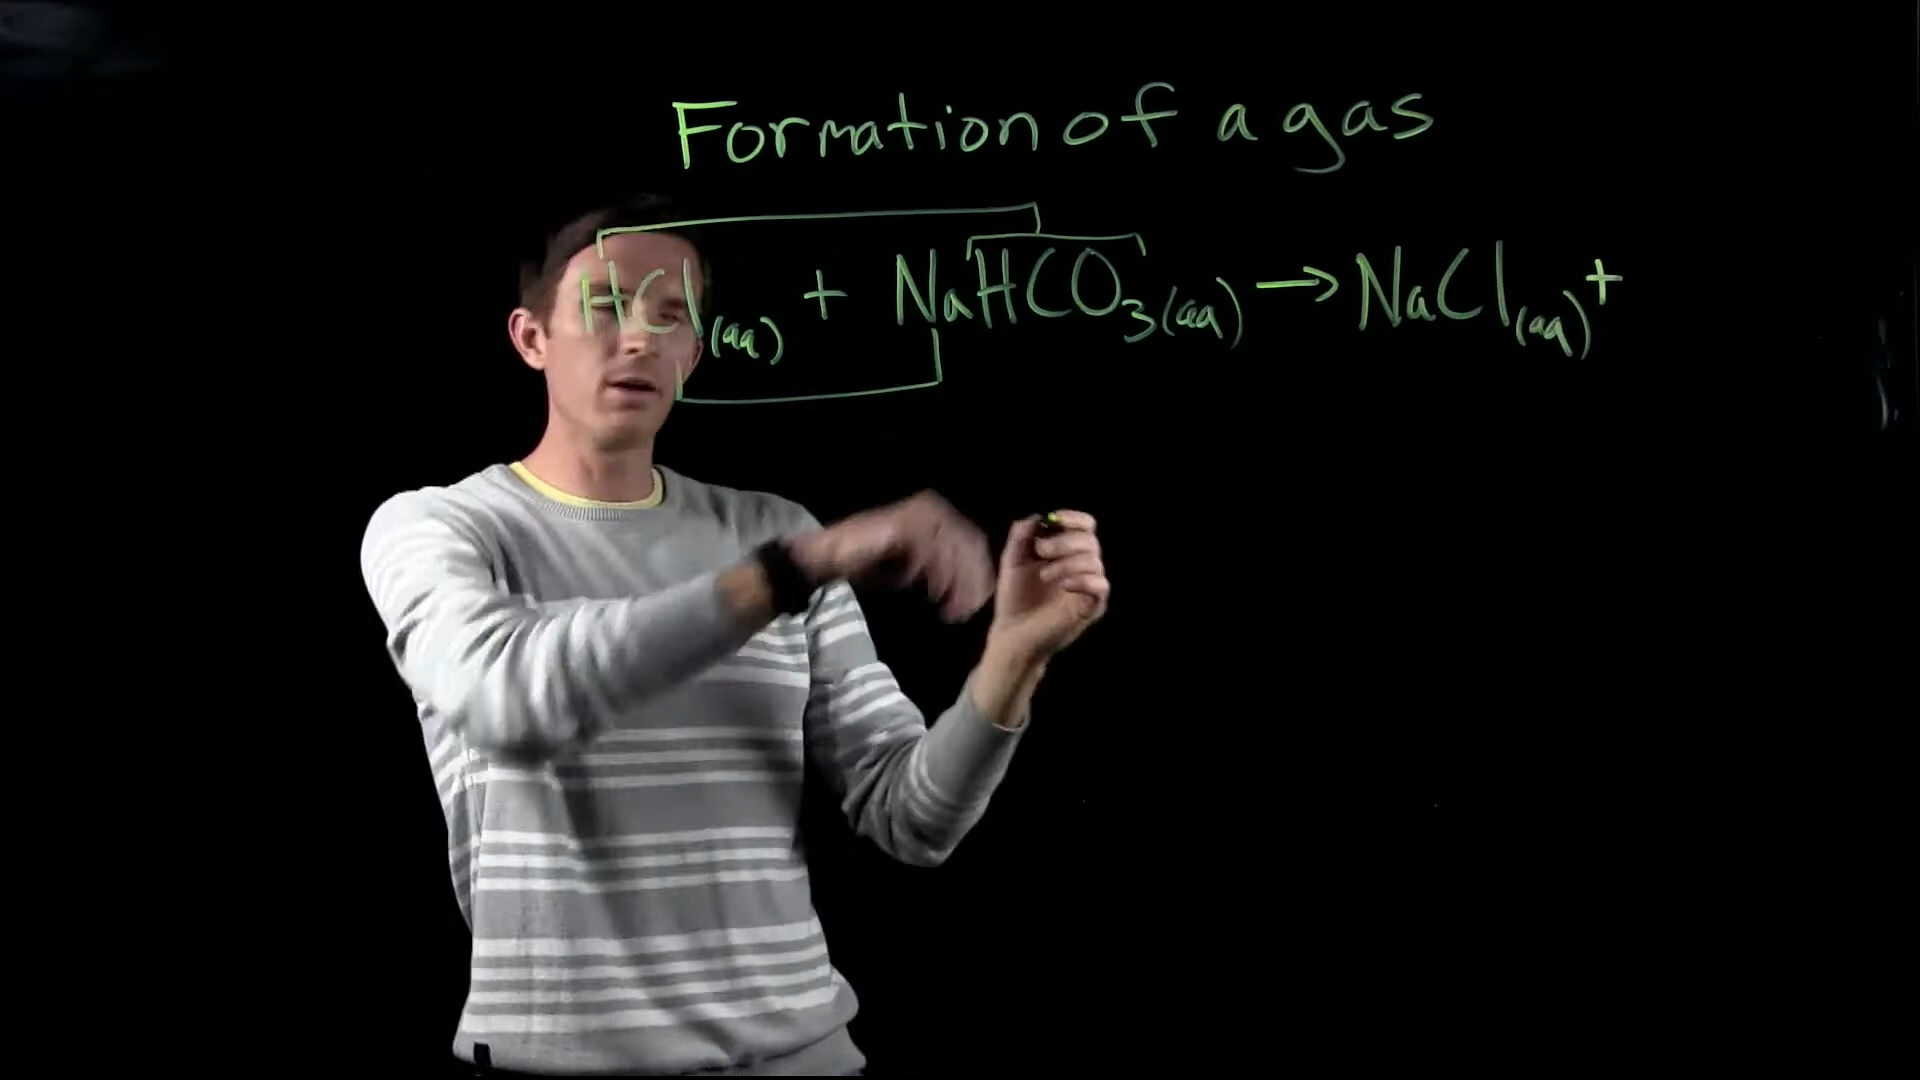 Formation of a gas
HCl(aq) + NaHCO3(aq) → NaCl(aq) +